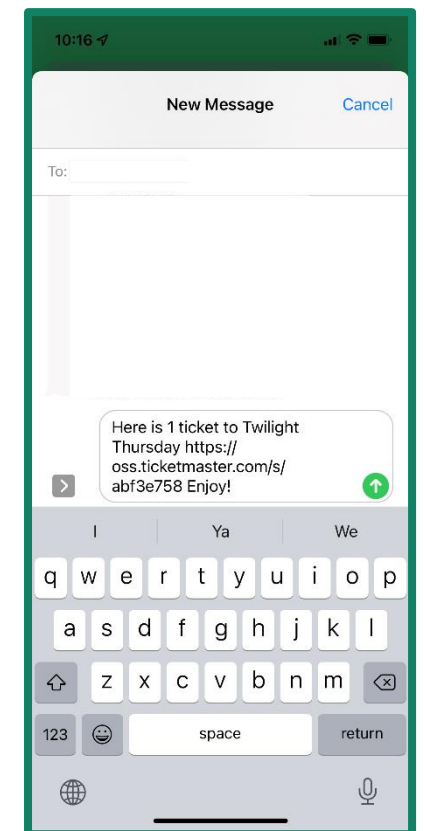 10:16
New Message Cancel
To:
Here is 1 ticket to Twilight
Thursday https://
oss.ticketmaster.com/s/
abf3e758 Enjoy!
I Ya We
q w e r t y u i o p
a s d f g h j k l
z x c v b n m
123 space return